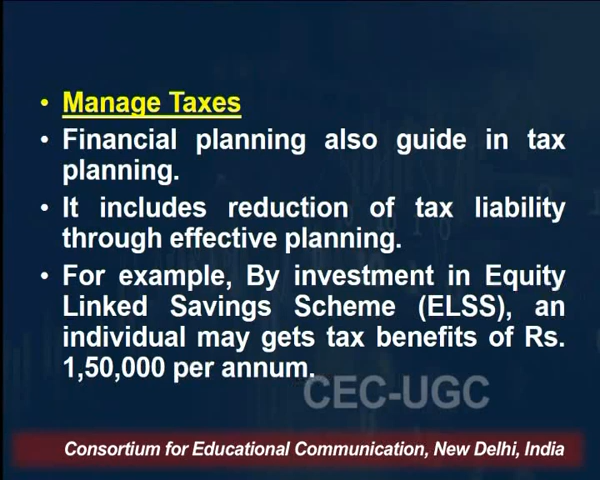 • Manage Taxes
• Financial planning also guide in tax
planning.
• It includes reduction of tax liability
through effective planning.
• For example, By investment in Equity
Linked Savings Scheme (ELSS), an
individual may gets tax benefits of Rs.
1,50,000 per annum.
CEC-UGC
Consortium for Educational Communication, New Delhi, India